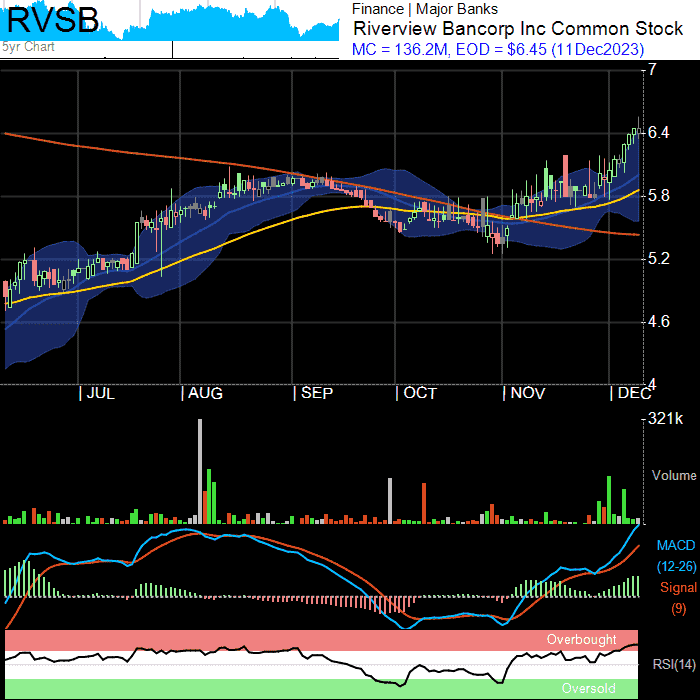 RVSB
5yr Chart
Finance | Major Banks
Riverview Bancorp Inc Common Stock
MC = 136.2M, EOD = $6.45 (11Dec2023)
7
6.4
5.8
5.2
4.6
4
| JUL | AUG | SEP | OCT | NOV | DEC
321k
Volume
MACD
(12-26)
Signal
(9)
Overbought
RSI(14)
Oversold